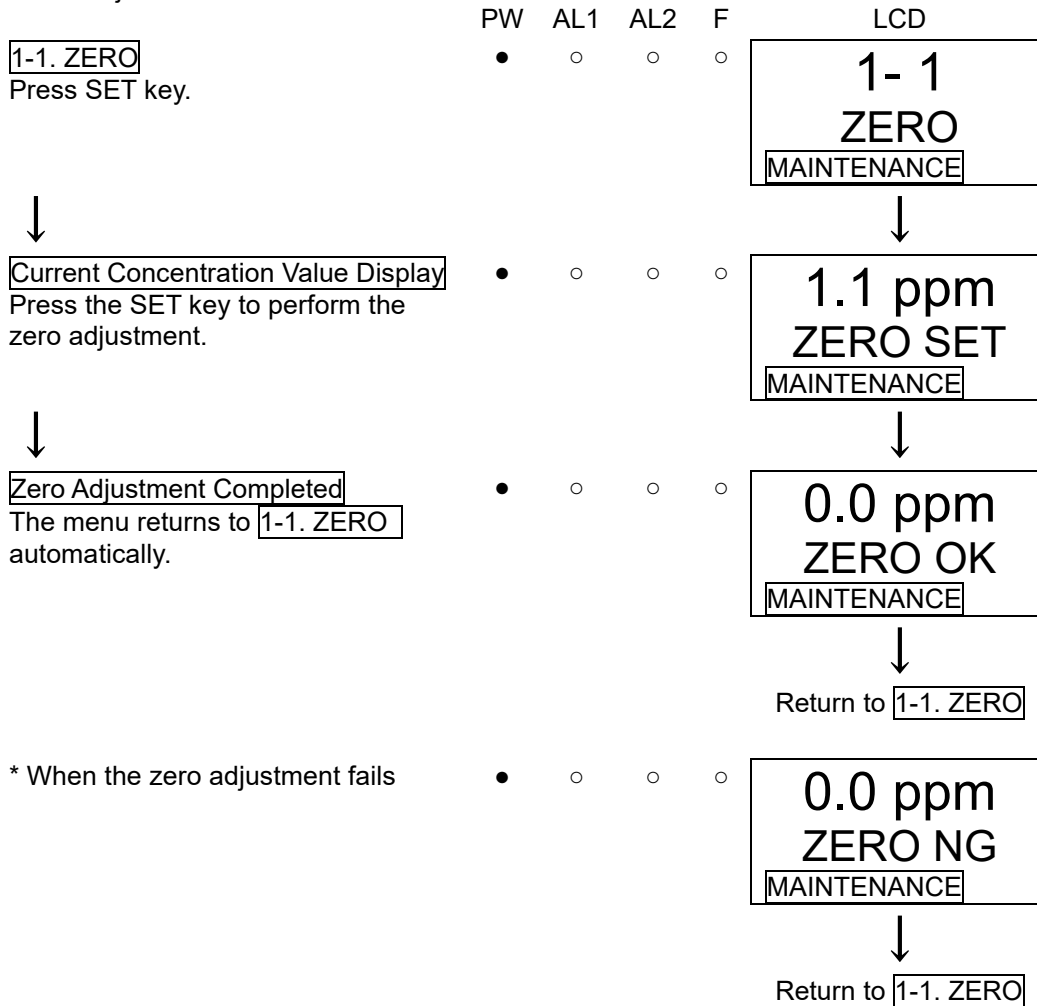 PW AL1 AL2 F LCD
1-1. ZERO
Press SET key.
● ○ ○ ○
1- 1
ZERO
MAINTENANCE
↓ ↓
Current Concentration Value Display
Press the SET key to perform the
zero adjustment.
● ○ ○ ○
1.1 ppm
ZERO SET
MAINTENANCE
↓ ↓
Zero Adjustment Completed
The menu returns to 1-1. ZERO
automatically.
● ○ ○ ○
0.0 ppm
ZERO OK
MAINTENANCE
↓
Return to 1-1. ZERO
* When the zero adjustment fails
● ○ ○ ○
0.0 ppm
ZERO NG
MAINTENANCE
↓
Return to 1-1. ZERO